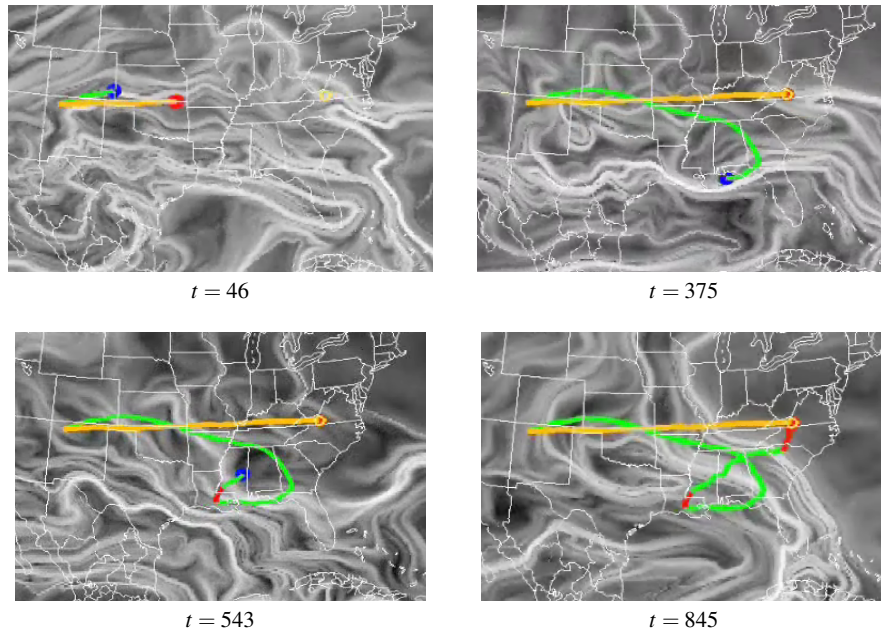 t = 46
t = 375
t = 543
t = 845